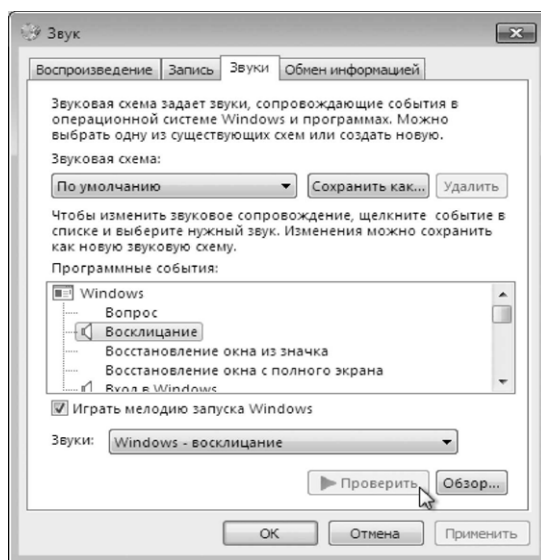 Звук
Воспроизведение Запись Звуки Обмен информацией
Звуковая схема задает звуки, сопровождающие события в
операционной системе Windows и программах. Можно
выбрать одну из существующих схем или создать новую.
Звуковая схема:
По умолчанию Сохранить как... Удалить
Чтобы изменить звуковое сопровождение, щелкните событие в
списке и выберите нужный звук. Изменения можно сохранить
как новую звуковую схему.
Программные события:
Windows
Вопрос
Восклицание
Восстановление окна из значка
Восстановление окна с полного экрана
Вход в Windows
Играть мелодию запуска Windows
Звуки: Windows - восклицание
Проверить Обзор...
ОК Отмена Применить